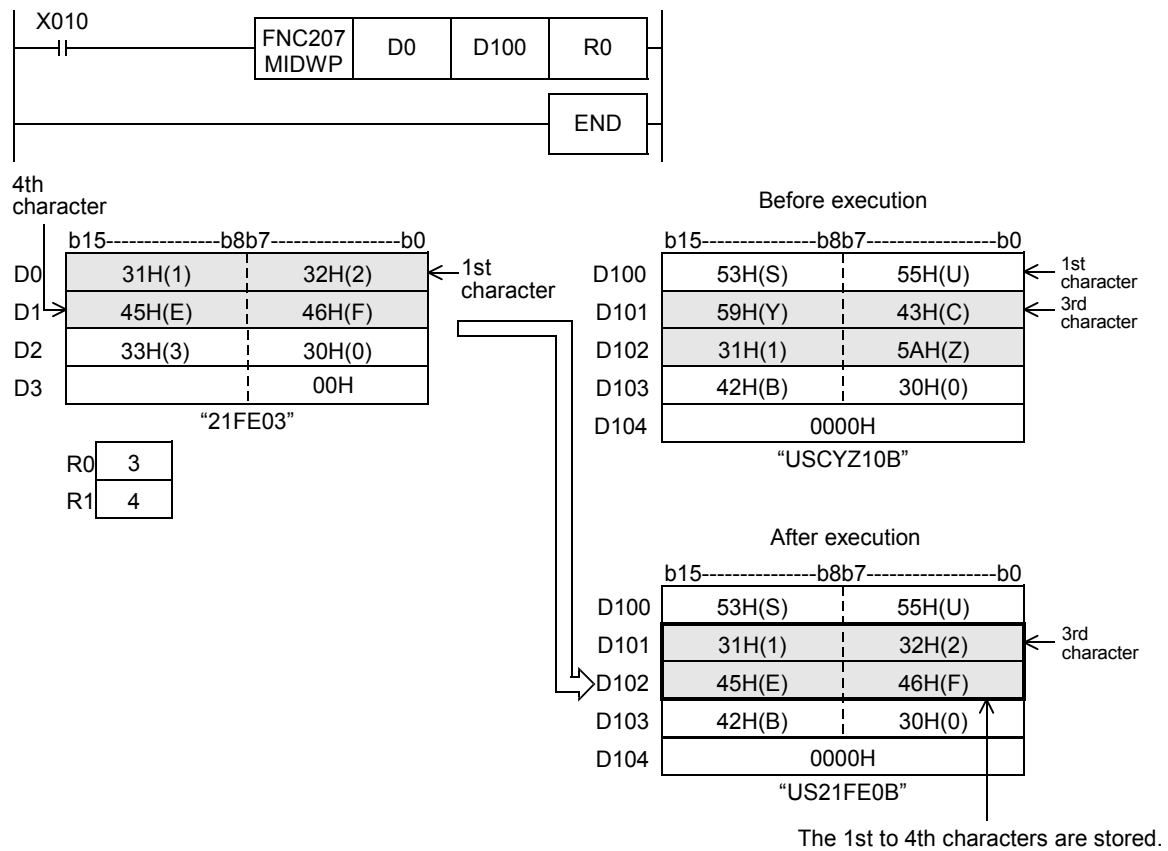 X010
FNC207 MIDWP D0 D100 R0
END
4th character
b15---------------b8b7-----------------b0
D0 31H(1) 32H(2) 1st character
D1 45H(E) 46H(F)
D2 33H(3) 30H(0)
D3 00H
“21FE03”
R0 3
R1 4
Before execution
b15---------------b8b7-----------------b0
D100 53H(S) 55H(U) 1st character
D101 59H(Y) 43H(C) 3rd character
D102 31H(1) 5AH(Z)
D103 42H(B) 30H(0)
D104 0000H
“USCYZ10B”
After execution
b15---------------b8b7-----------------b0
D100 53H(S) 55H(U)
D101 31H(1) 32H(2) 3rd character
D102 45H(E) 46H(F)
D103 42H(B) 30H(0)
D104 0000H
“US21FE0B”
The 1st to 4th characters are stored.